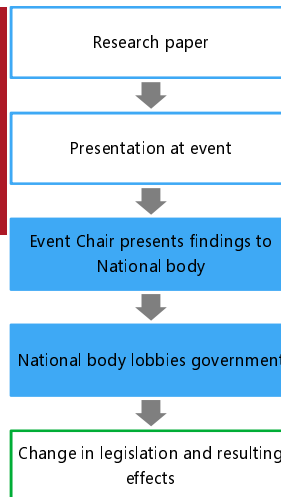 Research paper
Presentation at event
Event Chair presents findings to
National body
National body lobbies government
Change in legislation and resulting
effects